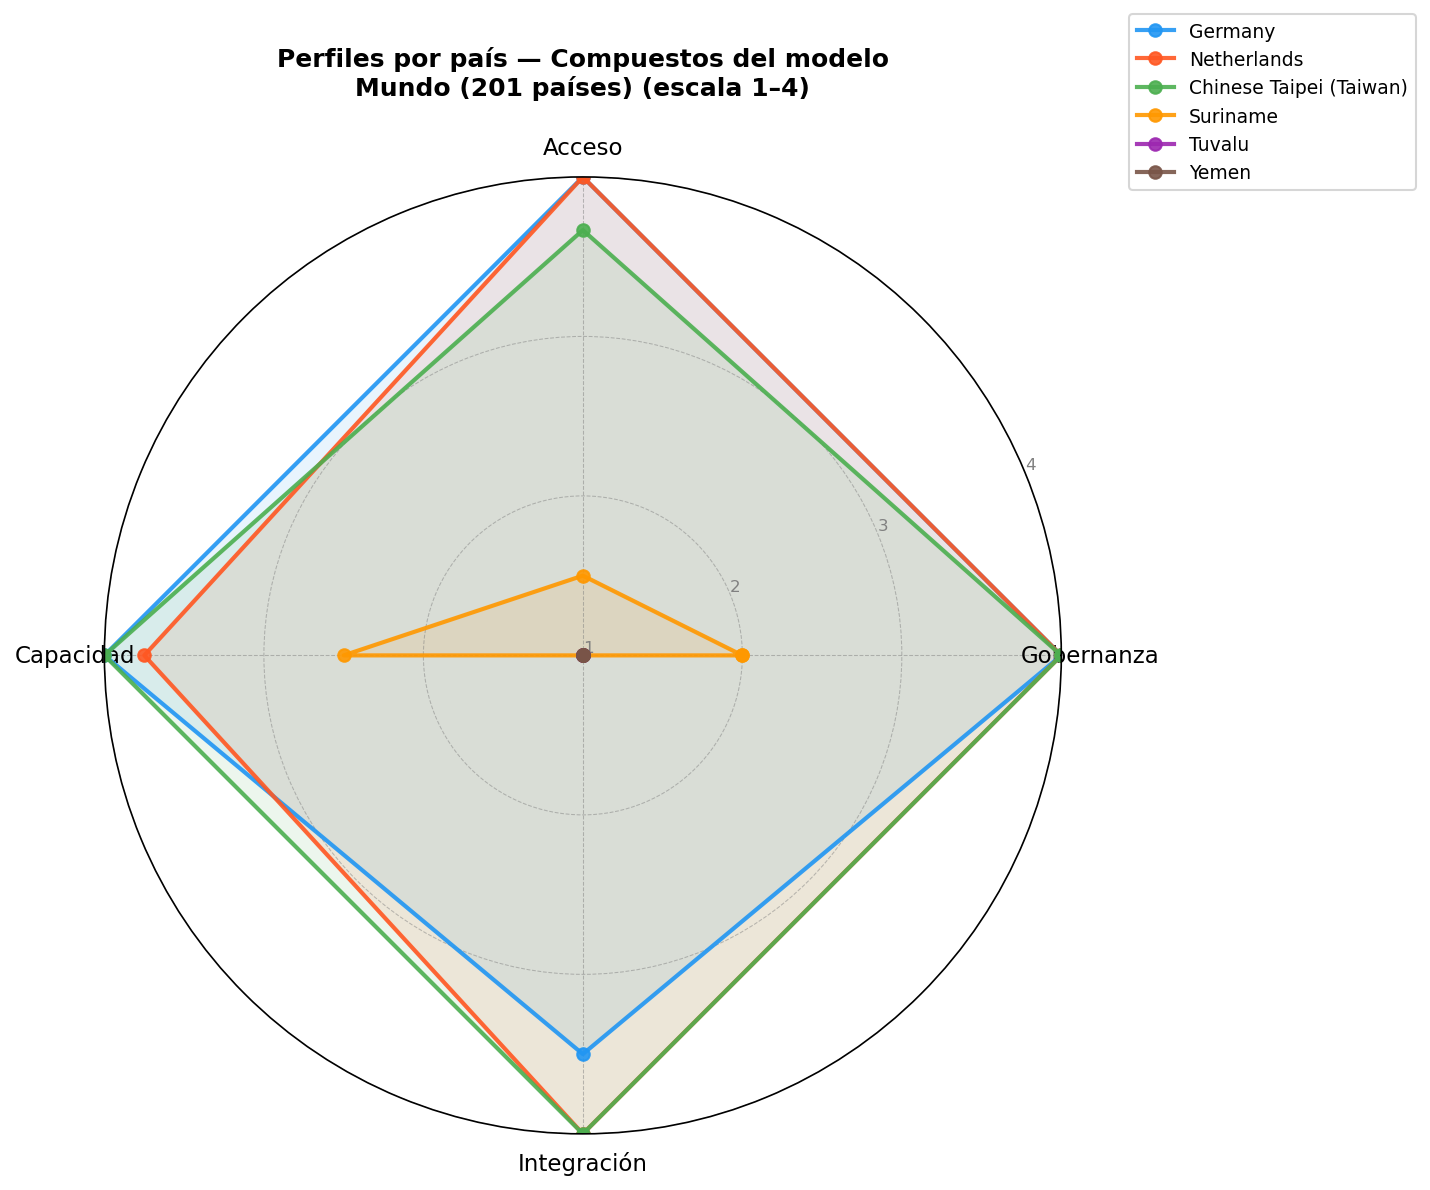 Perfiles por país — Compuestos del modelo
Mundo (201 países) (escala 1–4)
Germany
Netherlands
Chinese Taipei (Taiwan)
Suriname
Tuvalu
Yemen
Acceso
4
3
2
1
Capacidad
Gobernanza
Integración